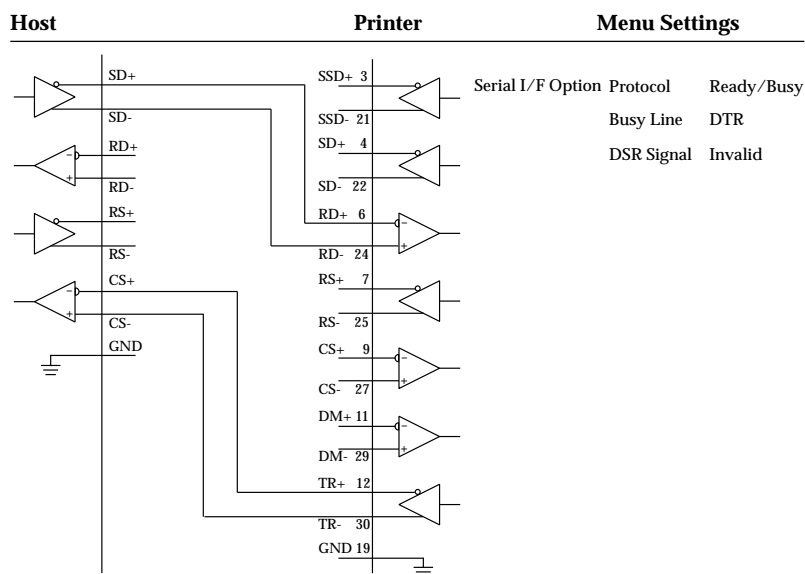 Host Printer Menu Settings
SD+ SSD+ 3 Serial I/F Option Protocol Ready/Busy
SD- SSD- 21 Busy Line DTR
RD+ SD+ 4 DSR Signal Invalid
RD- SD- 22
RS+ RD+ 6
RS- RD- 24
CS+ RS+ 7
CS- RS- 25
GND CS+ 9
CS- 27
DM+ 11
DM- 29
TR+ 12
TR- 30
GND 19